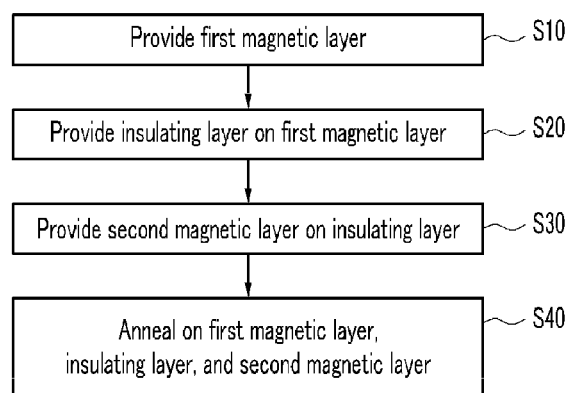 Provide first magnetic layer
S10
Provide insulating layer on first magnetic layer
S20
Provide second magnetic layer on insulating layer
S30
Anneal on first magnetic layer,
insulating layer, and second magnetic layer
S40